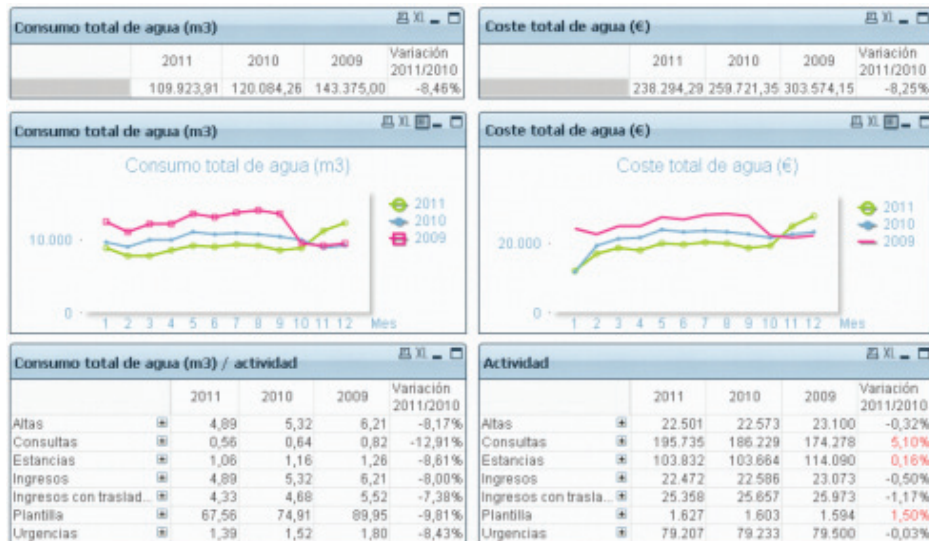 Consumo total de agua (m3) XL
2011 2010 2009 Variación 2011/2010
109.923,91 120.084,26 143.375,00 -8,46%
Coste total de agua (€) XL
2011 2010 2009 Variación 2011/2010
238.294,29 259.721,35 303.574,15 -8,25%
Consumo total de agua (m3) XL
Consumo total de agua (m3)
2011
2010
2009
10.000
0
1 2 3 4 5 6 7 8 9 10 11 12 Mes
Coste total de agua (€) XL
Coste total de agua (€)
2011
2010
2009
20.000
0
1 2 3 4 5 6 7 8 9 10 11 12 Mes
Consumo total de agua (m3) / actividad XL
2011 2010 2009 Variación 2011/2010
Altas 4,89 5,32 6,21 -8,17%
Consultas 0,56 0,64 0,82 -12,91%
Estancias 1,06 1,16 1,26 -8,61%
Ingresos 4,89 5,32 6,21 -8,00%
Ingresos con traslad... 4,33 4,68 5,52 -7,38%
Plantilla 67,56 74,91 89,95 -9,81%
Urgencias 1,39 1,52 1,80 -8,43%
Actividad XL
2011 2010 2009 Variación 2011/2010
Altas 22.501 22.573 23.100 -0,32%
Consultas 195.735 186.229 174.278 5,10%
Estancias 103.832 103.664 114.090 0,16%
Ingresos 22.472 22.586 23.073 -0,50%
Ingresos con trasla... 25.358 25.657 25.973 -1,17%
Plantilla 1.627 1.603 1.594 1,50%
Urgencias 79.207 79.233 79.500 -0,03%